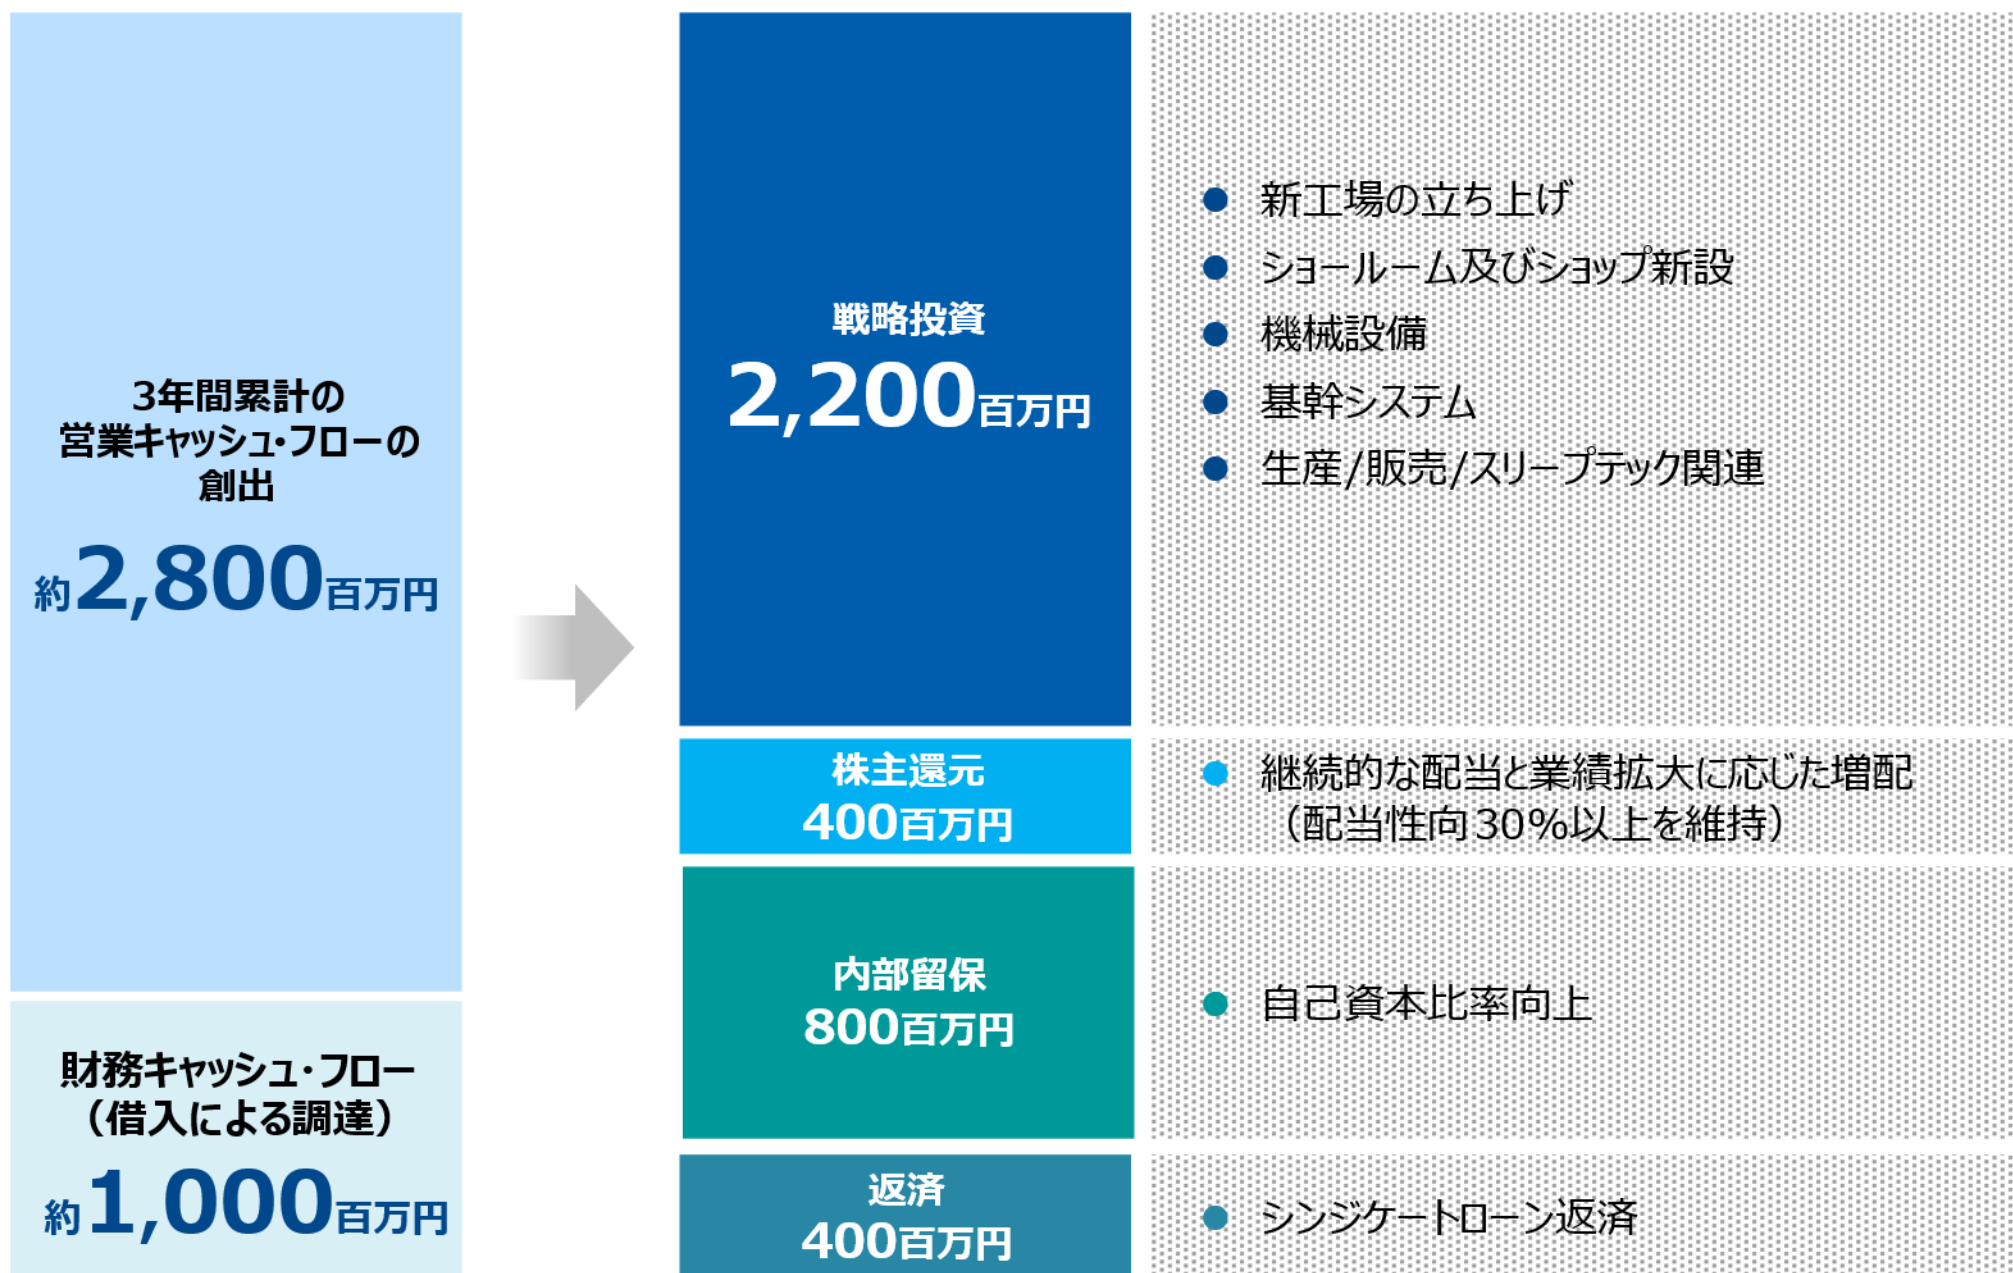 3年間累計の
営業キャッシュ・フローの
創出
約2,800百万円
財務キャッシュ・フロー
（借入による調達）
約1,000百万円
戦略投資
2,200百万円
● 新工場の立ち上げ
● ショールーム及びショップ新設
● 機械設備
● 基幹システム
● 生産/販売/スリープテック関連
株主還元
400百万円
● 継続的な配当と業績拡大に応じた増配
（配当性向30%以上を維持）
内部留保
800百万円
● 自己資本比率向上
返済
400百万円
● シンジケートローン返済